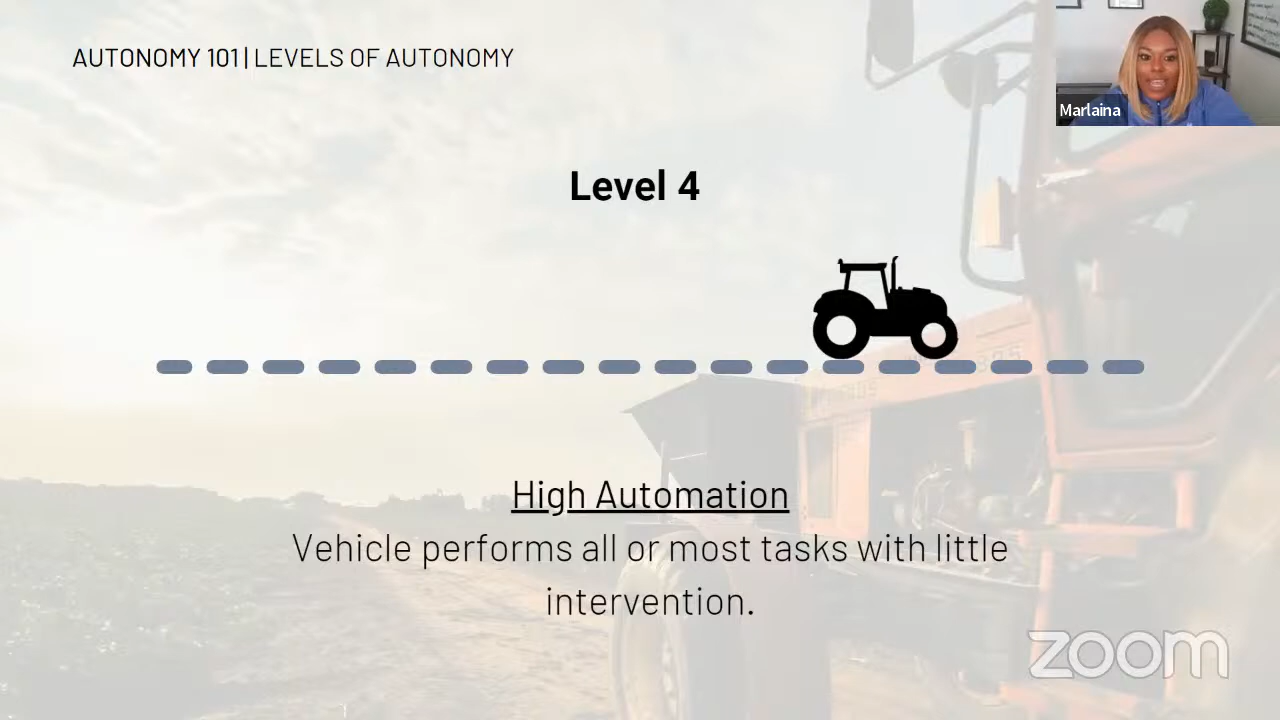 AUTONOMY 101 | LEVELS OF AUTONOMY
Marlaina
Level 4
High Automation
Vehicle performs all or most tasks with little
intervention.
zoom